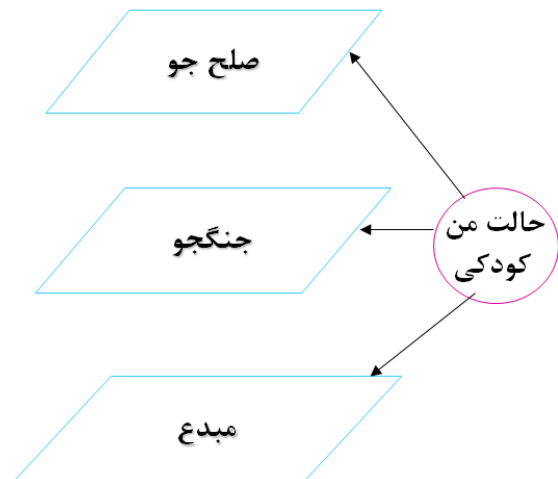 صلح جو
حالت من
کودکی
جنگجو
مبدع